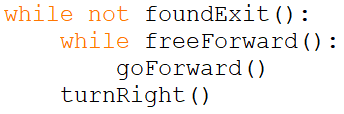 while not foundExit():
    while freeForward():
        goForward()
    turnRight()